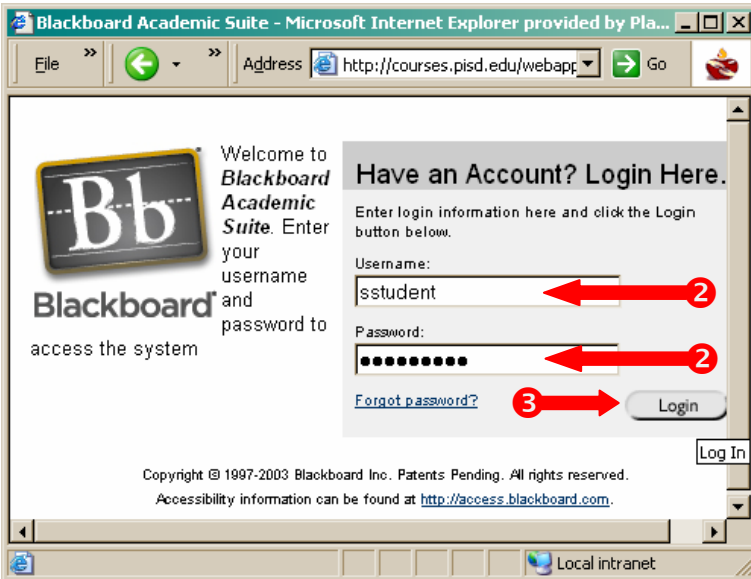 Blackboard Academic Suite - Microsoft Internet Explorer provided by Pla...
File » » Address http://courses.pisd.edu/webapp Go
Bb
Blackboard
Welcome to
Blackboard
Academic
Suite. Enter
your
username
and
password to
access the system
Have an Account? Login Here.
Enter login information here and click the Login
button below.
Username:
sstudent
2
Password:
●●●●●●●●●
2
Forgot password?
3
Login
Log In
Copyright © 1997-2003 Blackboard Inc. Patents Pending. All rights reserved.
Accessibility information can be found at http://access.blackboard.com.
Local intranet